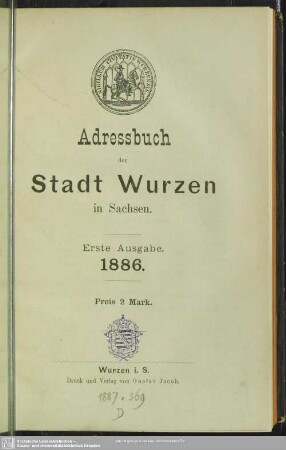 Adressbuch
der
Stadt Wurzen
in Sachsen.
Erste Ausgabe.
1886.
Preis 2 Mark.
Wurzen i. S.
Druck und Verlag von Gustav Jacob.
1887. 369
D